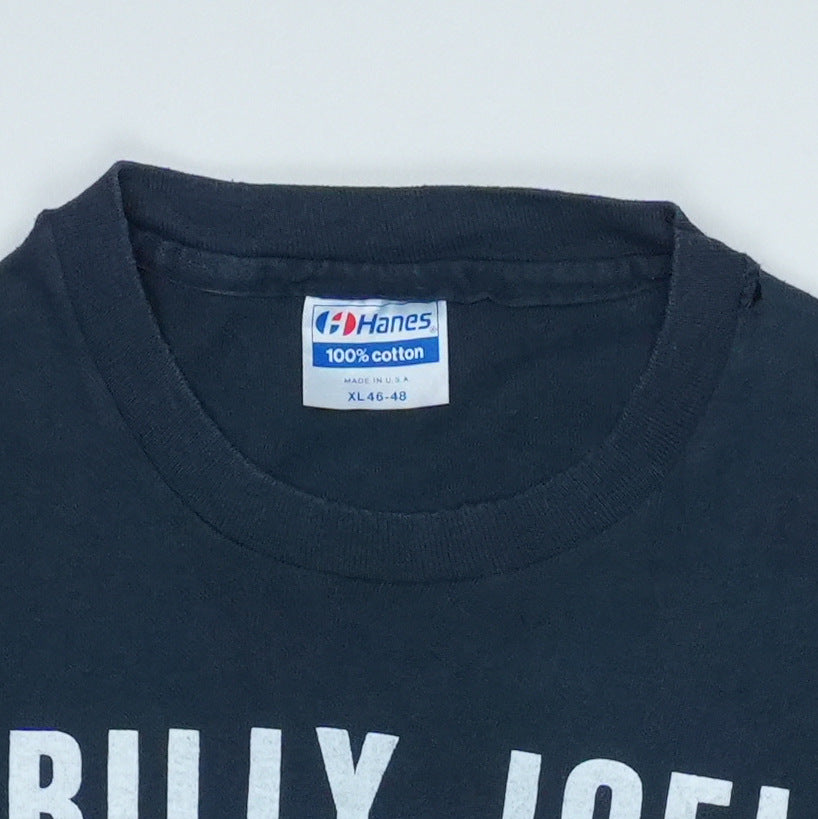 Hanes®
100% cotton
MADE IN U.S.A.
XL 46-48
BILLY JOEL